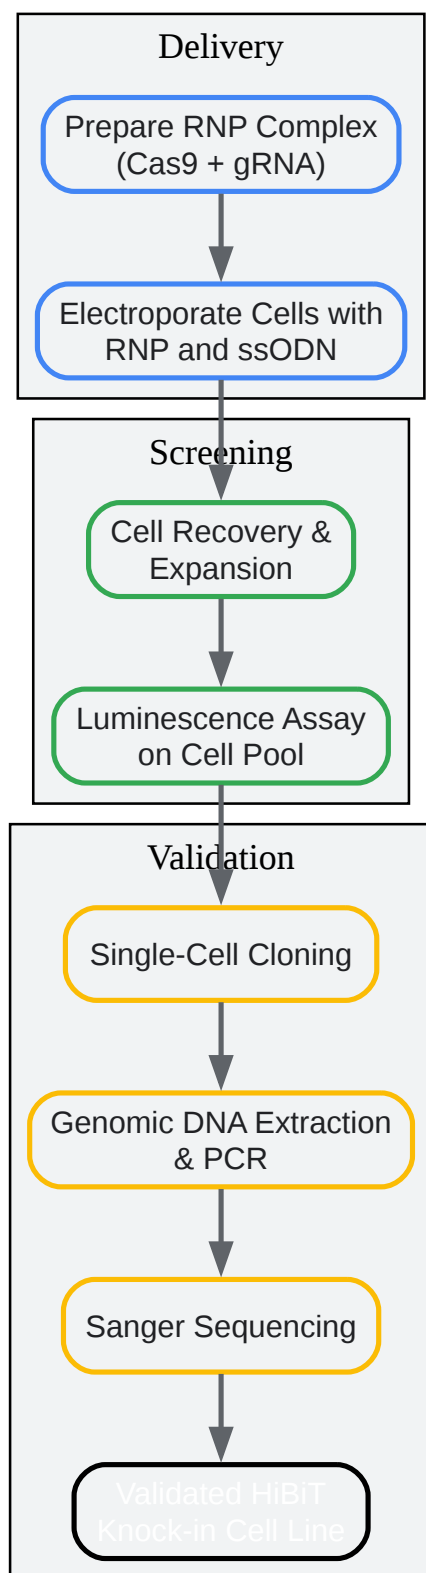 Delivery
Prepare RNP Complex
(Cas9 + gRNA)
Electroporate Cells with
RNP and ssODN
Screening
Cell Recovery &
Expansion
Luminescence Assay
on Cell Pool
Validation
Single-Cell Cloning
Genomic DNA Extraction
& PCR
Sanger Sequencing
Validated HiBiT
Knock-in Cell Line